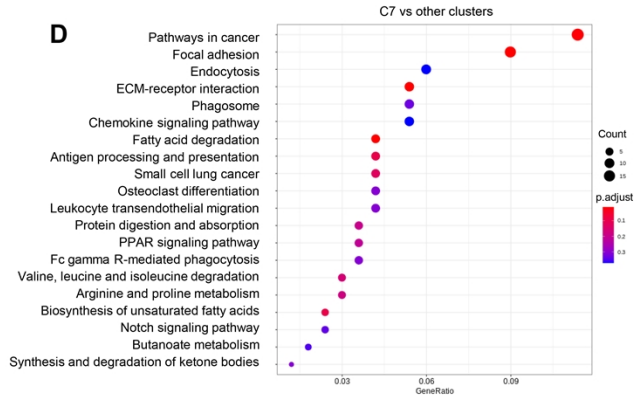 C7 vs other clusters
D
Pathways in cancer
Focal adhesion
Endocytosis
ECM-receptor interaction
Phagosome
Chemokine signaling pathway
Fatty acid degradation
Antigen processing and presentation
Small cell lung cancer
Osteoclast differentiation
Leukocyte transendothelial migration
Protein digestion and absorption
PPAR signaling pathway
Fc gamma R-mediated phagocytosis
Valine, leucine and isoleucine degradation
Arginine and proline metabolism
Biosynthesis of unsaturated fatty acids
Notch signaling pathway
Butanoate metabolism
Synthesis and degradation of ketone bodies
0.03 0.06 0.09
GeneRatio
Count
5
10
15
p.adjust
0.1
0.2
0.3